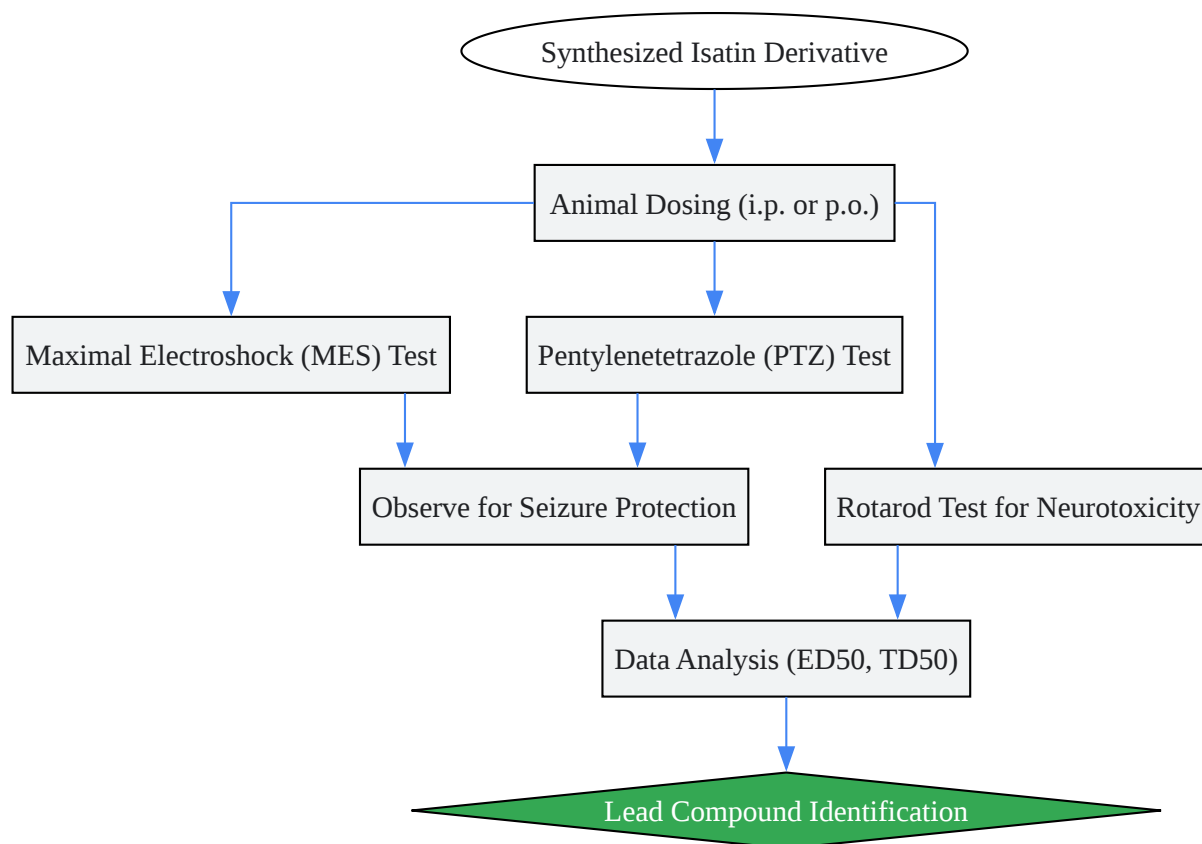 Synthesized Isatin Derivative
Animal Dosing (i.p. or p.o.)
Maximal Electroshock (MES) Test
Pentylenetetrazole (PTZ) Test
Observe for Seizure Protection
Rotarod Test for Neurotoxicity
Data Analysis (ED50, TD50)
Lead Compound Identification